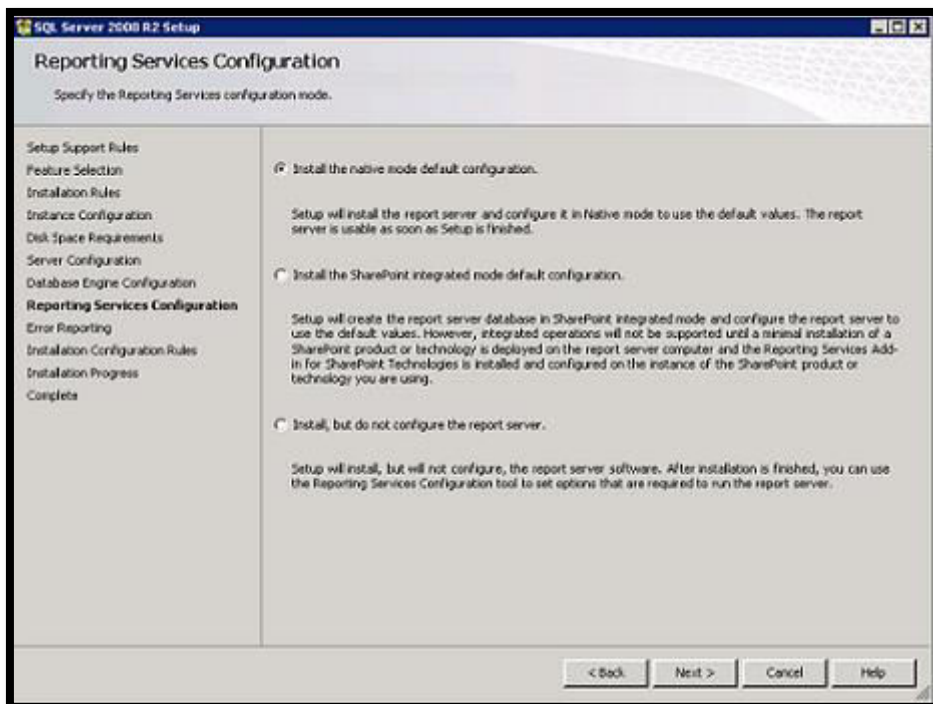 SQL Server 2008 R2 Setup
Reporting Services Configuration
Specify the Reporting Services configuration mode.
Setup Support Rules
Feature Selection
Installation Rules
Instance Configuration
Disk Space Requirements
Server Configuration
Database Engine Configuration
Reporting Services Configuration
Error Reporting
Installation Configuration Rules
Installation Progress
Complete
Install the native mode default configuration.
Setup will install the report server and configure it in Native mode to use the default values. The report
server is usable as soon as Setup is finished.
Install the SharePoint integrated mode default configuration.
Setup will create the report server database in SharePoint integrated mode and configure the report server to
use the default values. However, integrated operations will not be supported until a minimal installation of a
SharePoint product or technology is deployed on the report server computer and the Reporting Services Add-
in for SharePoint Technologies is installed and configured on the instance of the SharePoint product or
technology you are using.
Install, but do not configure the report server.
Setup will install, but will not configure, the report server software. After installation is finished, you can use
the Reporting Services Configuration tool to set options that are required to run the report server.
< Back
Next >
Cancel
Help